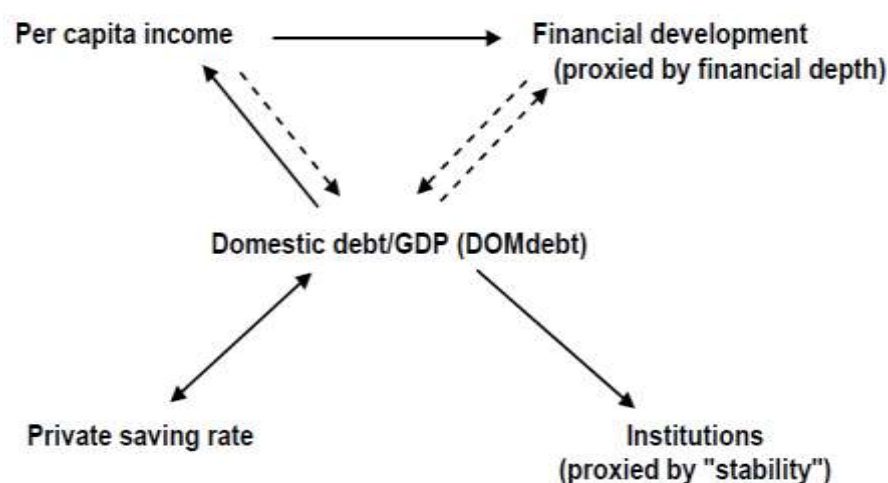 Per capita income
Financial development
(proxied by financial depth)
Domestic debt/GDP (DOMdebt)
Private saving rate
Institutions
(proxied by "stability")